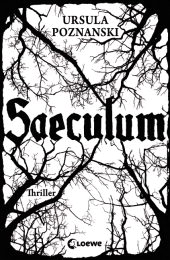 URSULA
POZNANSKI
Saeculum
Thriller
Loewe